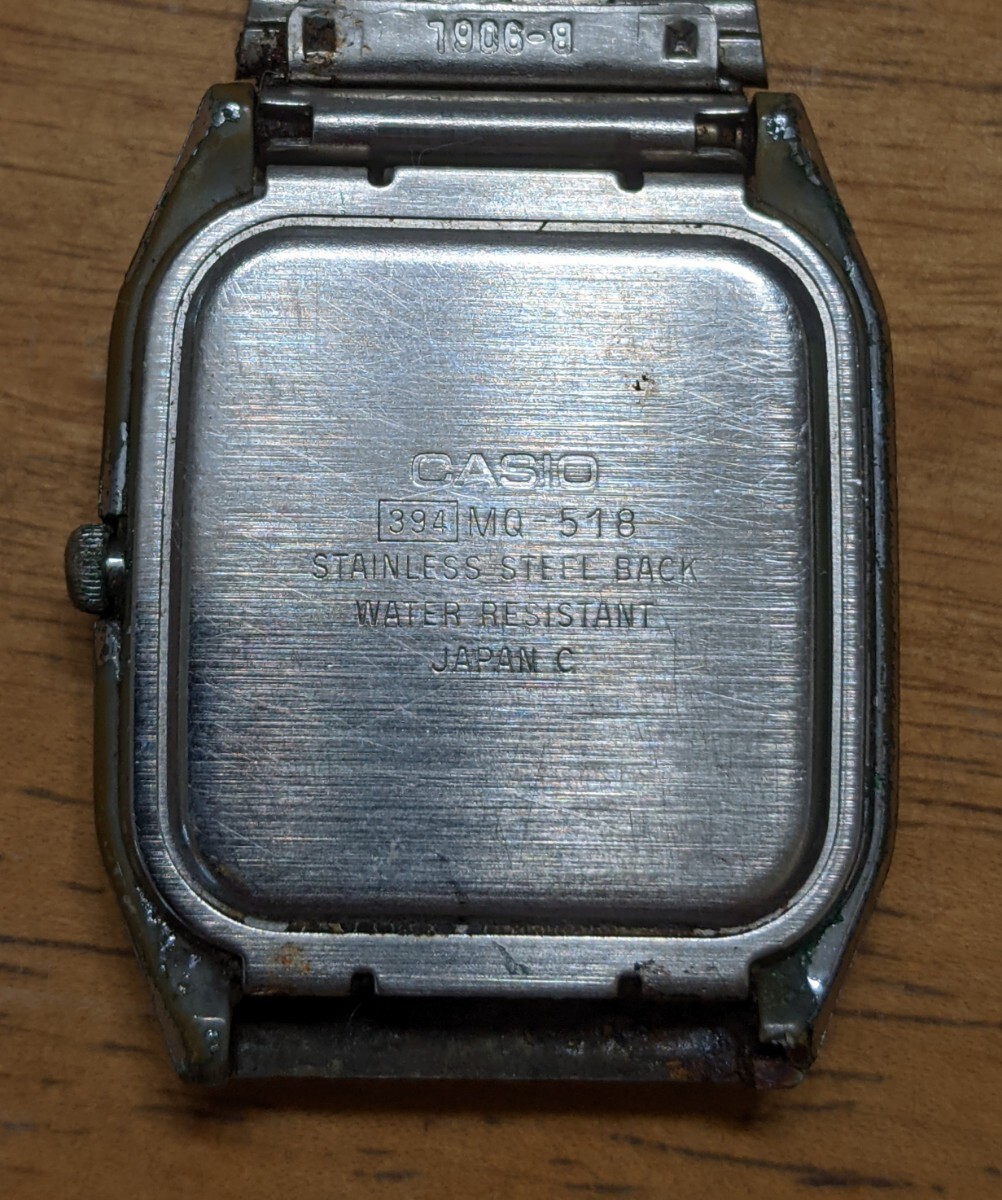 B-906L
CASIO
394 MQ-518
STAINLESS STEEL BACK
WATER RESISTANT
JAPAN C